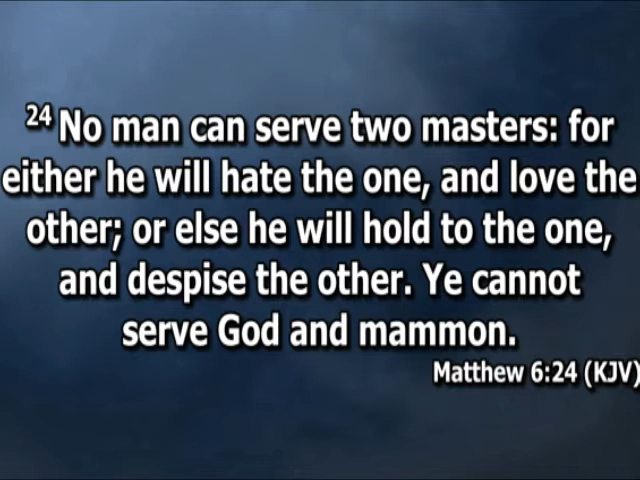 24 No man can serve two masters: for
either he will hate the one, and love the
other; or else he will hold to the one,
and despise the other. Ye cannot
serve God and mammon.
Matthew 6:24 (KJV)